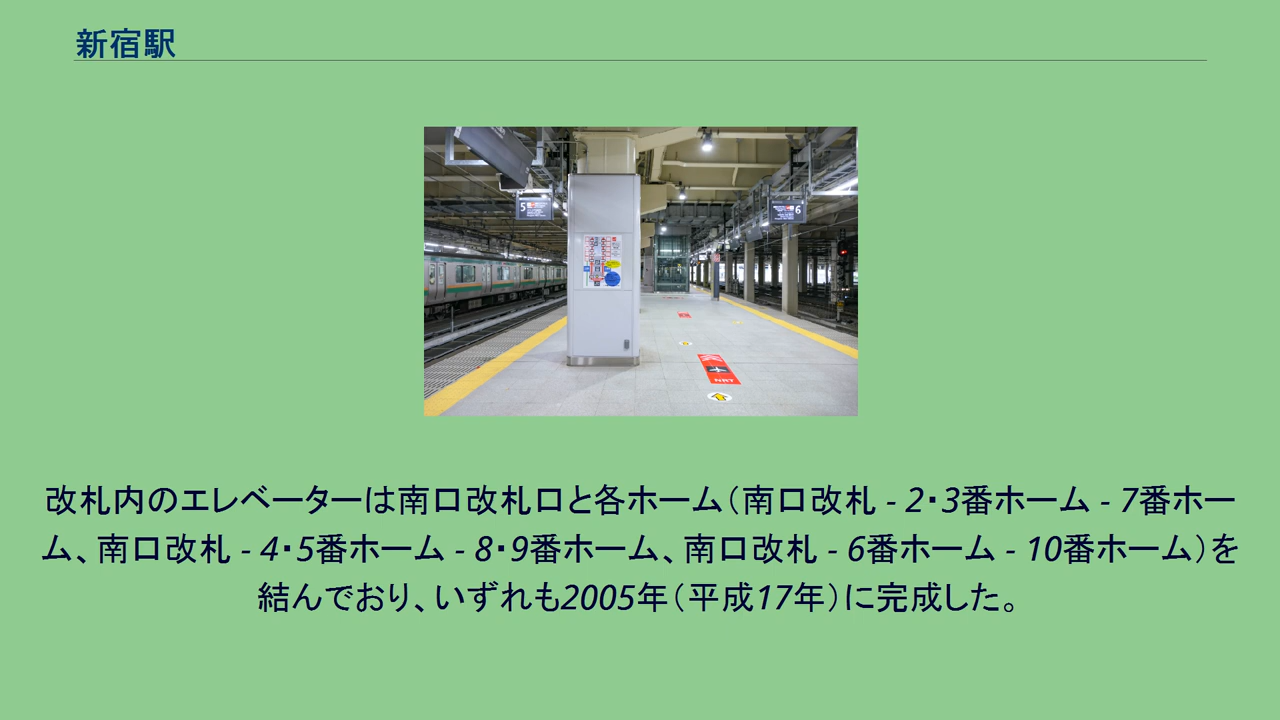 新宿駅
5
6
NRT
改札内のエレベーターは南口改札口と各ホーム（南口改札 - 2・3番ホーム - 7番ホー
ム、南口改札 - 4・5番ホーム - 8・9番ホーム、南口改札 - 6番ホーム - 10番ホーム）を
結んでおり、いずれも2005年（平成17年）に完成した。